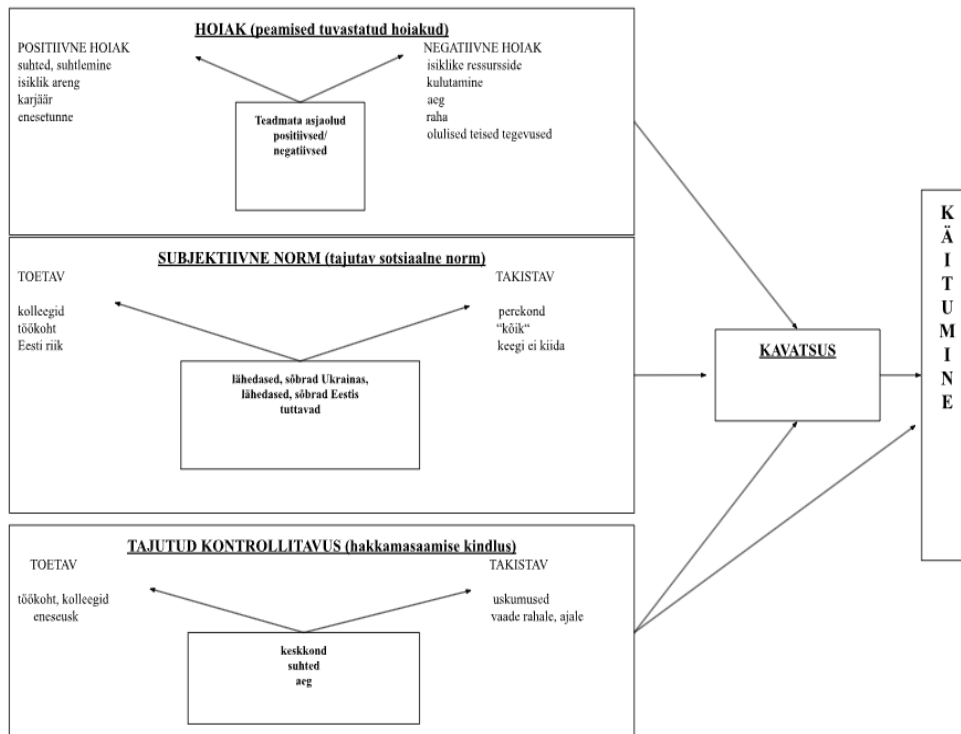 HOIAK (peamised tuvastatud hoiakud)
POSITIIVNE HOIAK
suhted, suhtlemine
isiklik areng
karjäär
enesetunne
NEGATIIVNE HOIAK
isiklike ressursside
kulutamine
aeg
raha
olulised teised tegevused
Teadmata asjaolud
positiivsed/
negatiivsed
SUBJEKTIIVNE NORM (tajutav sotsiaalne norm)
TOETAV
kolleegid
töökoht
Eesti riik
TAKISTAV
perekond
“kõik“
keegi ei kiida
lähedased, sõbrad Ukrainas,
lähedased, sõbrad Eestis
tuttavad
TAJUTUD KONTROLLITAVUS (hakkamasaamise kindlus)
TOETAV
töökoht, kolleegid
eneseusk
TAKISTAV
uskumused
vaade rahale, ajale
keskkond
suhted
aeg
KAVATSUS
K
Ä
I
T
U
M
I
N
E